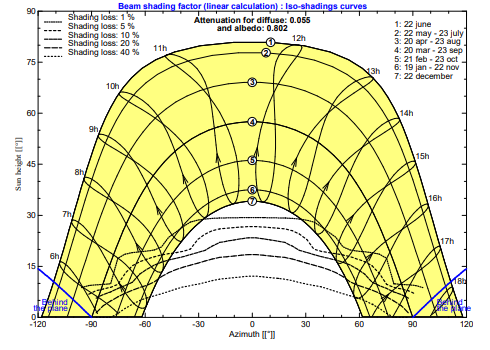 Beam shading factor (linear calculation) : Iso-shadings curves
90
75
60
45
30
15
0
Sun height [[°]]
Shading loss: 1 %
Shading loss: 5 %
Shading loss: 10 %
Shading loss: 20 %
Shading loss: 40 %
Attenuation for diffuse: 0.055
and albedo: 0.802
1: 22 june
2: 22 may - 23 july
3: 20 apr - 23 aug
4: 20 mar - 23 sep
5: 21 feb - 23 oct
6: 19 jan - 22 nov
7: 22 december
6h
7h
8h
9h
10h
11h
12h
13h
14h
15h
16h
17h
18h
1
2
3
4
5
6
7
Behind
the plane
Behind
the plane
-120
-90
-60
-30
0
30
60
90
120
Azimuth [[°]]